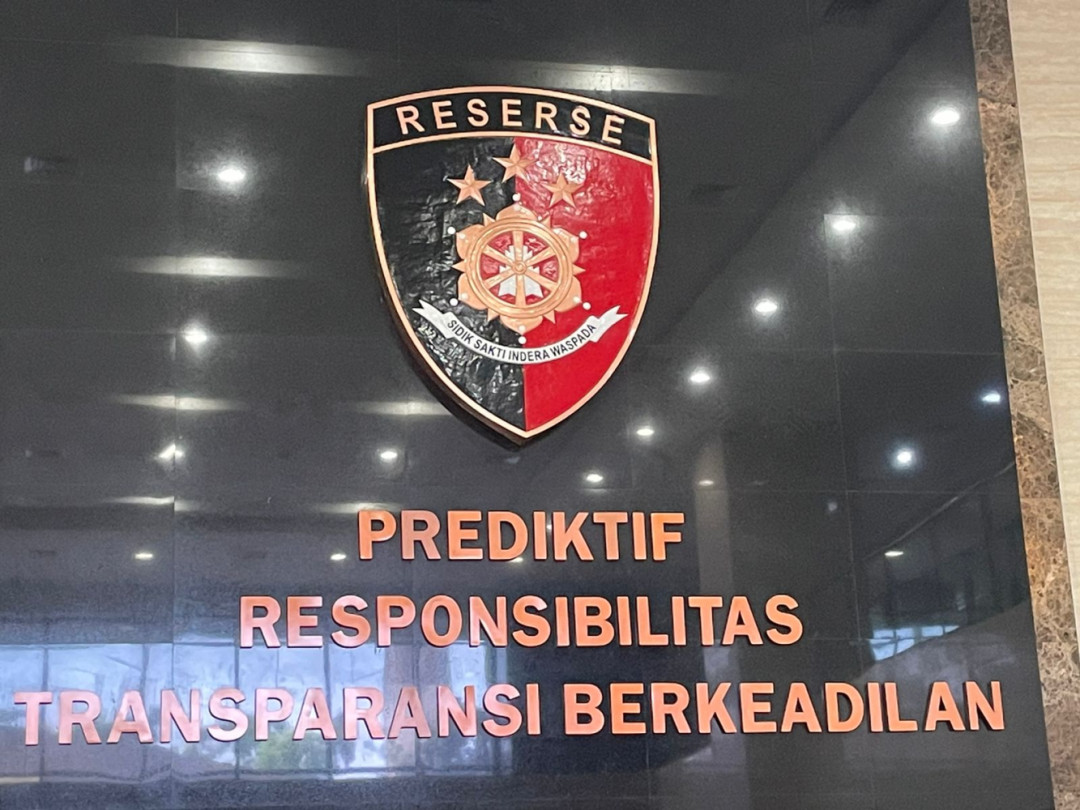 RESERSE
SIDIK SAKTI INDERA WASPADA
PREDIKTIF
RESPONSIBILITAS
TRANSPARANSI BERKEADILAN